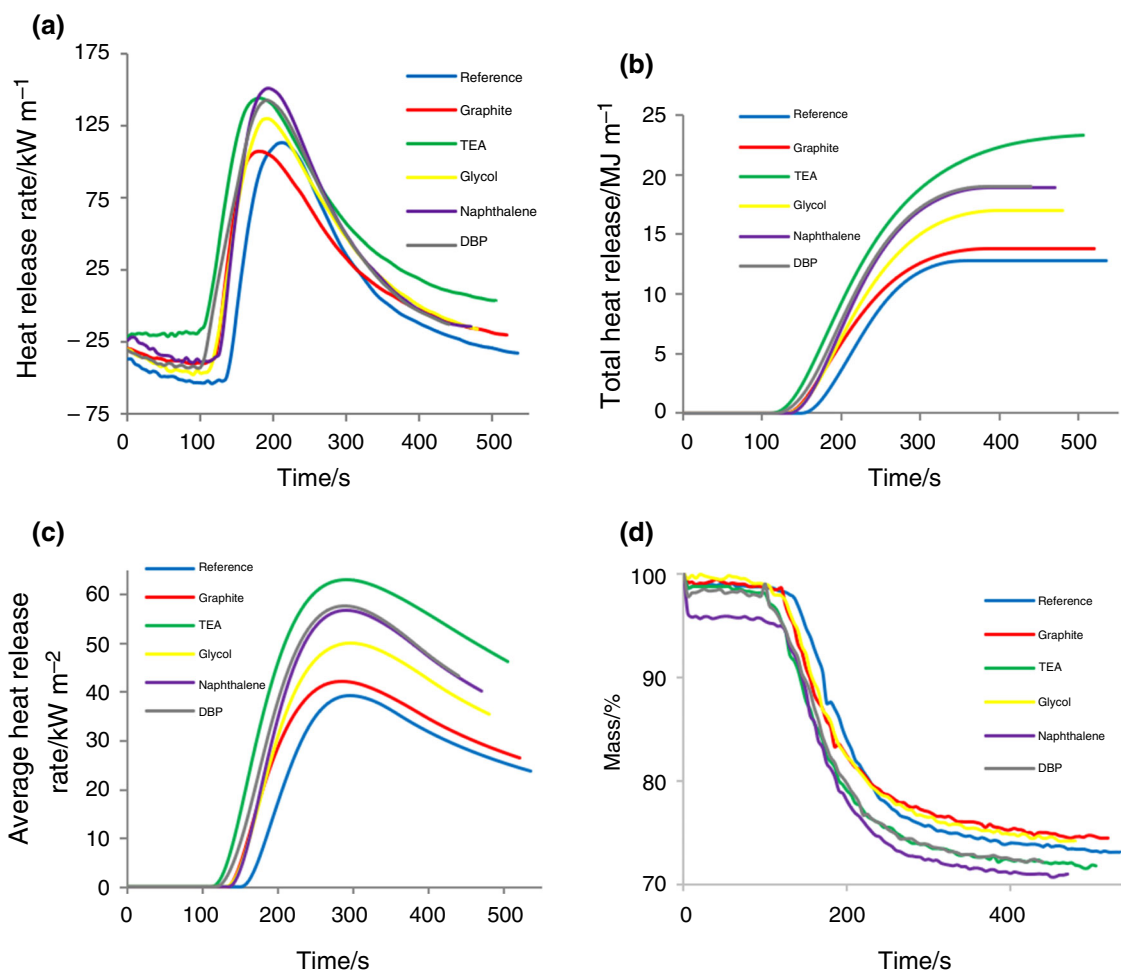 (a)
Heat release rate/kW m−1
175
125
75
25
− 25
− 75
0 100 200 300 400 500
Time/s
Reference
Graphite
TEA
Glycol
Naphthalene
DBP
(b)
Total heat release/MJ m−1
25
20
15
10
5
0
0 100 200 300 400 500
Time/s
Reference
Graphite
TEA
Glycol
Naphthalene
DBP
(c)
Average heat release
rate/kW m−2
60
50
40
30
20
10
0
0 100 200 300 400 500
Time/s
Reference
Graphite
TEA
Glycol
Naphthalene
DBP
(d)
Mass/%
100
90
80
70
0 200 400
Time/s
Reference
Graphite
TEA
Glycol
Naphthalene
DBP